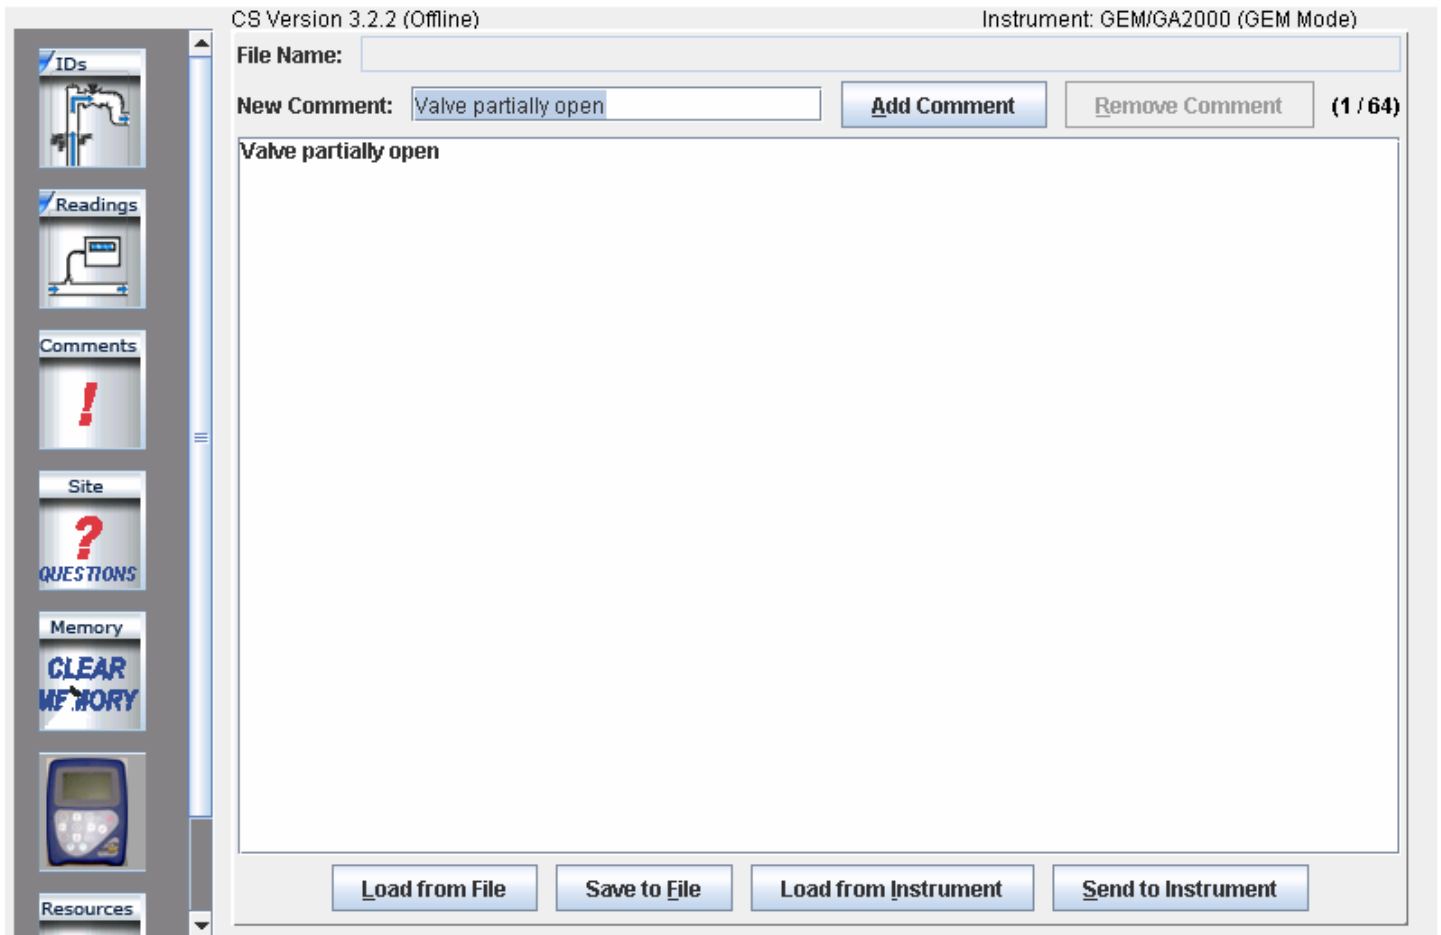 CS Version 3.2.2 (Offline) Instrument: GEM/GA2000 (GEM Mode)
File Name:
New Comment: Valve partially open Add Comment Remove Comment (1 / 64)
Valve partially open
IDs
Readings
Comments
!
Site
?
QUESTIONS
Memory
CLEAR
MEMORY
Resources
Load from File Save to File Load from Instrument Send to Instrument